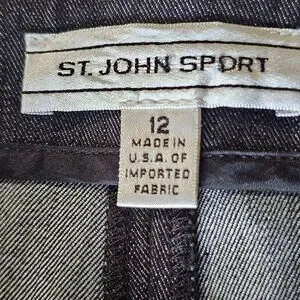 ST. JOHN SPORT
12
MADE IN
U.S.A. OF
IMPORTED
FABRIC